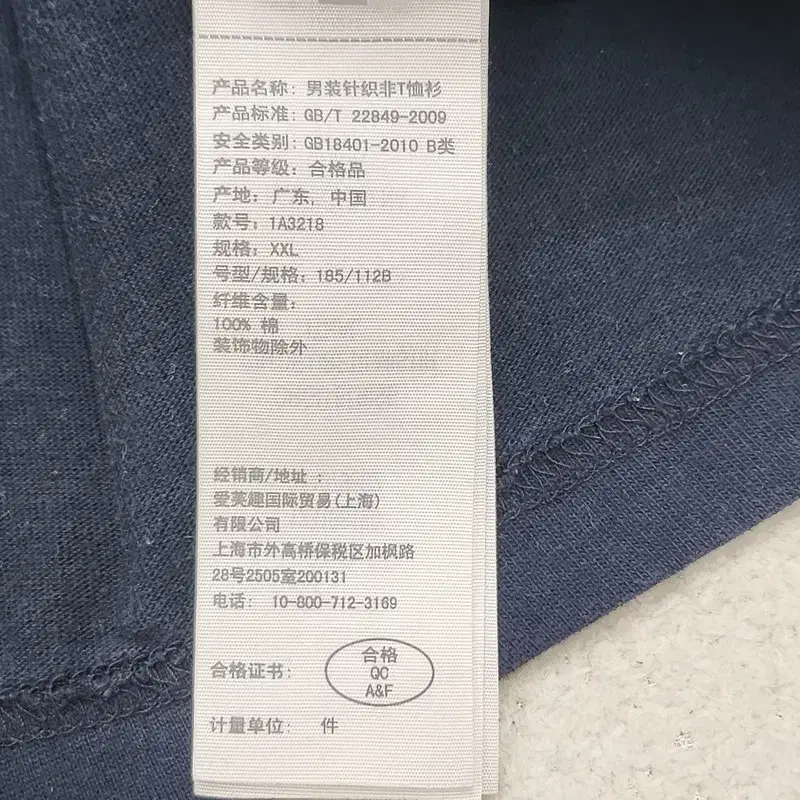 产品名称: 男装针织非T恤衫
产品标准: GB/T 22849-2009
安全类别: GB18401-2010 B类
产品等级: 合格品
产地: 广东, 中国
款号: 1A3218
规格: XXL
号型/规格: 185/112B
纤维含量:
100% 棉
装饰物除外
经销商/地址 :
爱芙趣国际贸易(上海)
有限公司
上海市外高桥保税区加枫路
28号2505室200131
电话: 10-800-712-3169
合格证书:
合格
QC
A&F
计量单位: 件